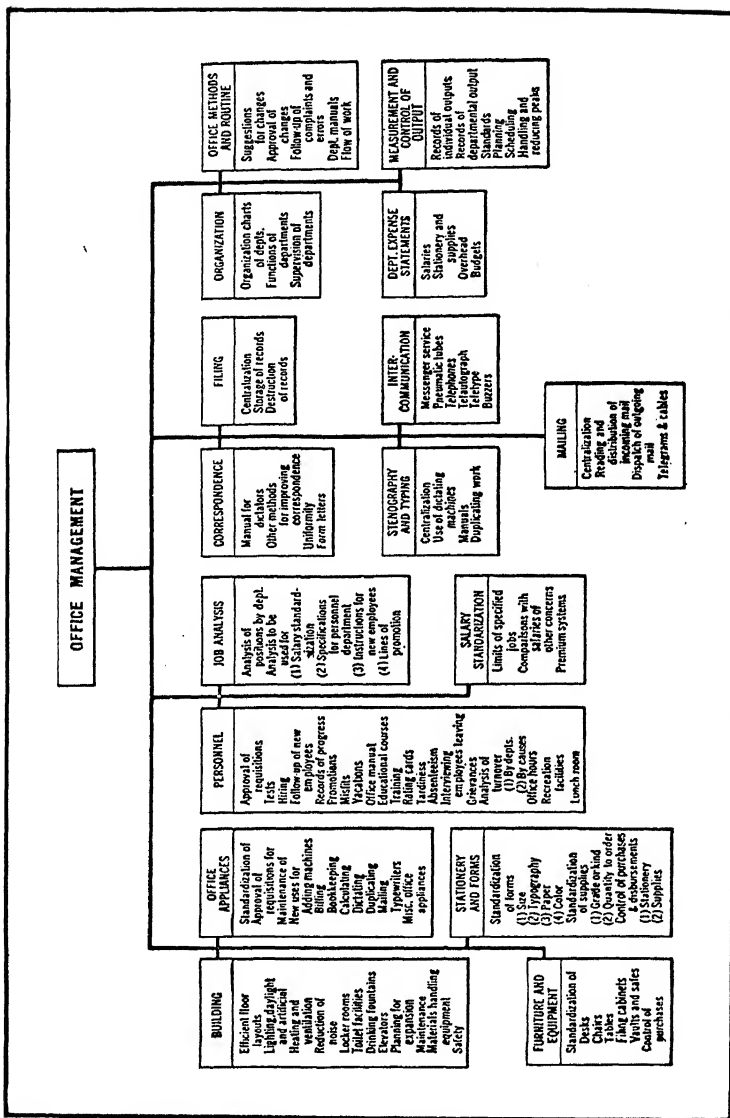 OFFICE MANAGEMENT
BUILDING
Efficient floor
layouts
Lighting, daylight
and artificial
Heating and
ventilation
Reduction of
noise
Locker rooms
Toilet facilities
Drinking fountains
Elevators
Planning for
expansion
Maintenance
Materials handling
equipment
Safety
OFFICE
APPLIANCES
Standardization of
Approval of
requisitions for
Maintenance of
New uses for
Adding machines
Billing
Bookkeeping
Calculating
Dictating
Duplicating
Mailing
Typewriters
Misc. office
appliances
PERSONNEL
Approval of
requisitions
Tests
Hiring
Follow-up of new
employees
Records of progress
Promotions
Misfits
Vacations
Office manual
Educational courses
Training
Rating cards
Tardiness
Absenteeism
Interviewing
employees leaving
Grievances
Analysis of
turnover
(1) By depts.
(2) By causes
Office hours
Recreation
facilities
Lunch room
JOB ANALYSIS
Analysis of
positions by dept.
Analysis to be
used for
(1) Salary standard-
ization
(2) Specifications
for personnel
department
(3) Instructions for
new employees
(4) Lines of
promotion
CORRESPONDENCE
Manual for
dictators
Other methods
for improving
correspondence
Uniformity
Form letters
FILING
Centralization
Storage of records
Destruction
of records
ORGANIZATION
Organization charts
of depts.
Functions of
departments
Supervision of
departments
OFFICE METHODS
AND ROUTINE
Suggestions
for changes
Approval of
changes
Follow-up of
complaints and
errors
Dept. manuals
Flow of work
FURNITURE AND
EQUIPMENT
Standardization of
Desks
Chairs
Tables
Filing cabinets
Vaults and sales
Control of
purchases
STATIONERY
AND FORMS
Standardization
of forms
(1) Size
(2) Typography
(3) Paper
(4) Color
Standardization
of supplies
(1) Grade or kind
(2) Quantity to order
Control of purchases
& disbursements
(1) Stationery
(2) Supplies
SALARY
STANDARDIZATION
Limits of specified
jobs
Comparisons with
salaries of
other concerns
Premium systems
STENOGRAPHY
AND TYPING
Centralization
Use of dictating
machines
Manuals
Duplicating work
INTER-
COMMUNICATION
Messenger service
Pneumatic tubes
Telephones
Telautograph
Teletype
Buzzers
DEPT. EXPENSE
STATEMENTS
Salaries
Stationery and
supplies
Overhead
Budgets
MEASUREMENT AND
CONTROL OF
OUTPUT
Records of
individual outputs
Records of
departmental output
Standards
Planning
Scheduling
Handling and
reducing peaks
MAILING
Centralization
Reading and
distribution of
incoming mail
Dispatch of outgoing
mail
Telegrams & cables